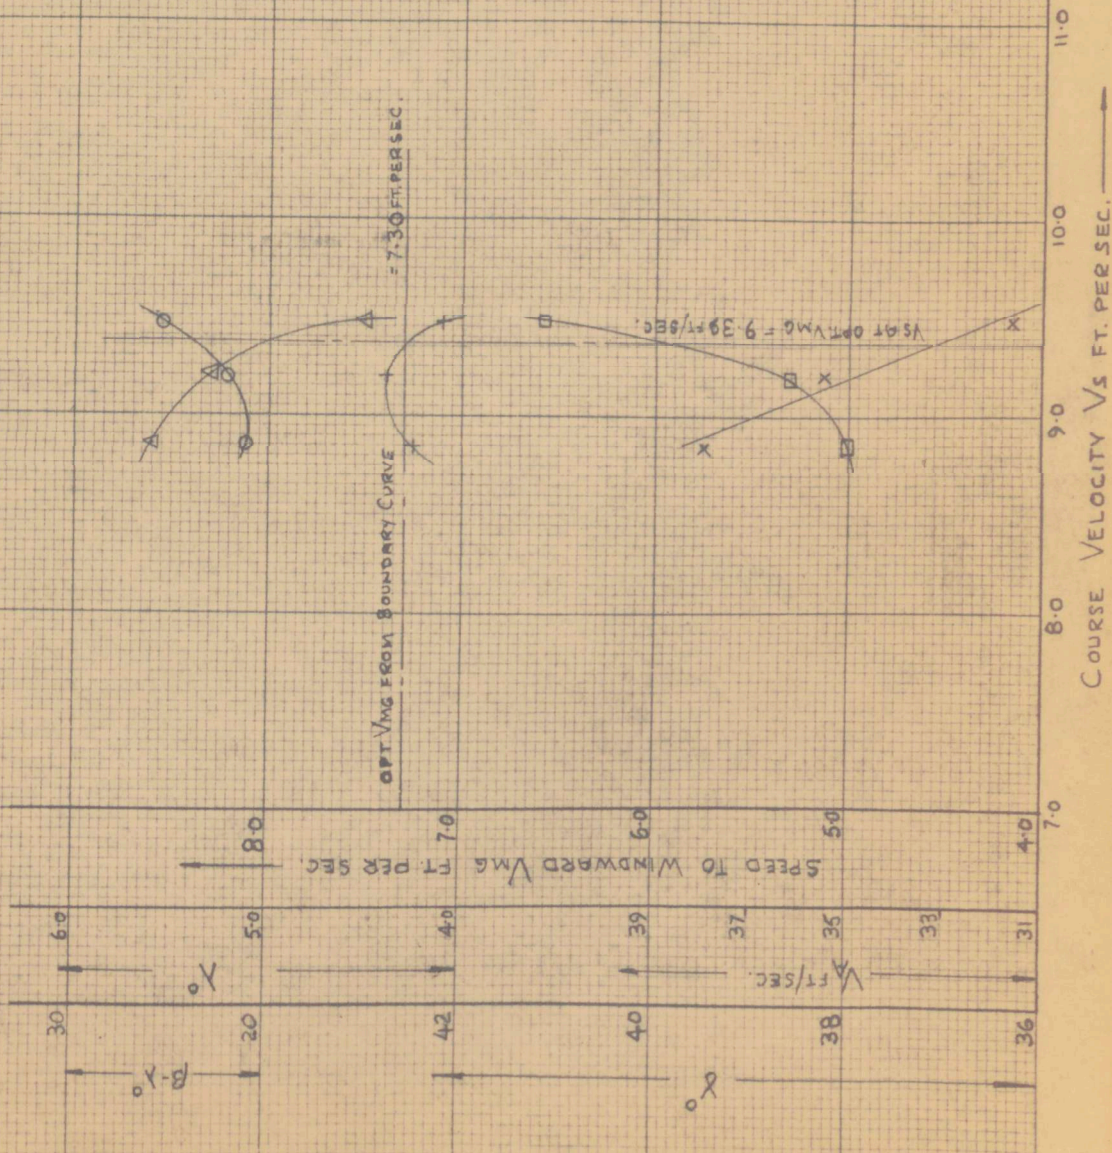 OPT VMG FROM BOUNDARY CURVE = 7.30 FT. PER SEC.
VS AT OPT. VMG = 9.39 FT/SEC.
SPEED TO WINDWARD VMG FT. PER SEC.
8.0 7.0 6.0 5.0 4.0
6.0 5.0 4.0
λ°
39 37 35 33 31
VA FT/SEC.
30 20
β-λ°
42 40 38 36
γ°
7.0 8.0 9.0 10.0 11.0
COURSE VELOCITY VS FT. PER SEC.